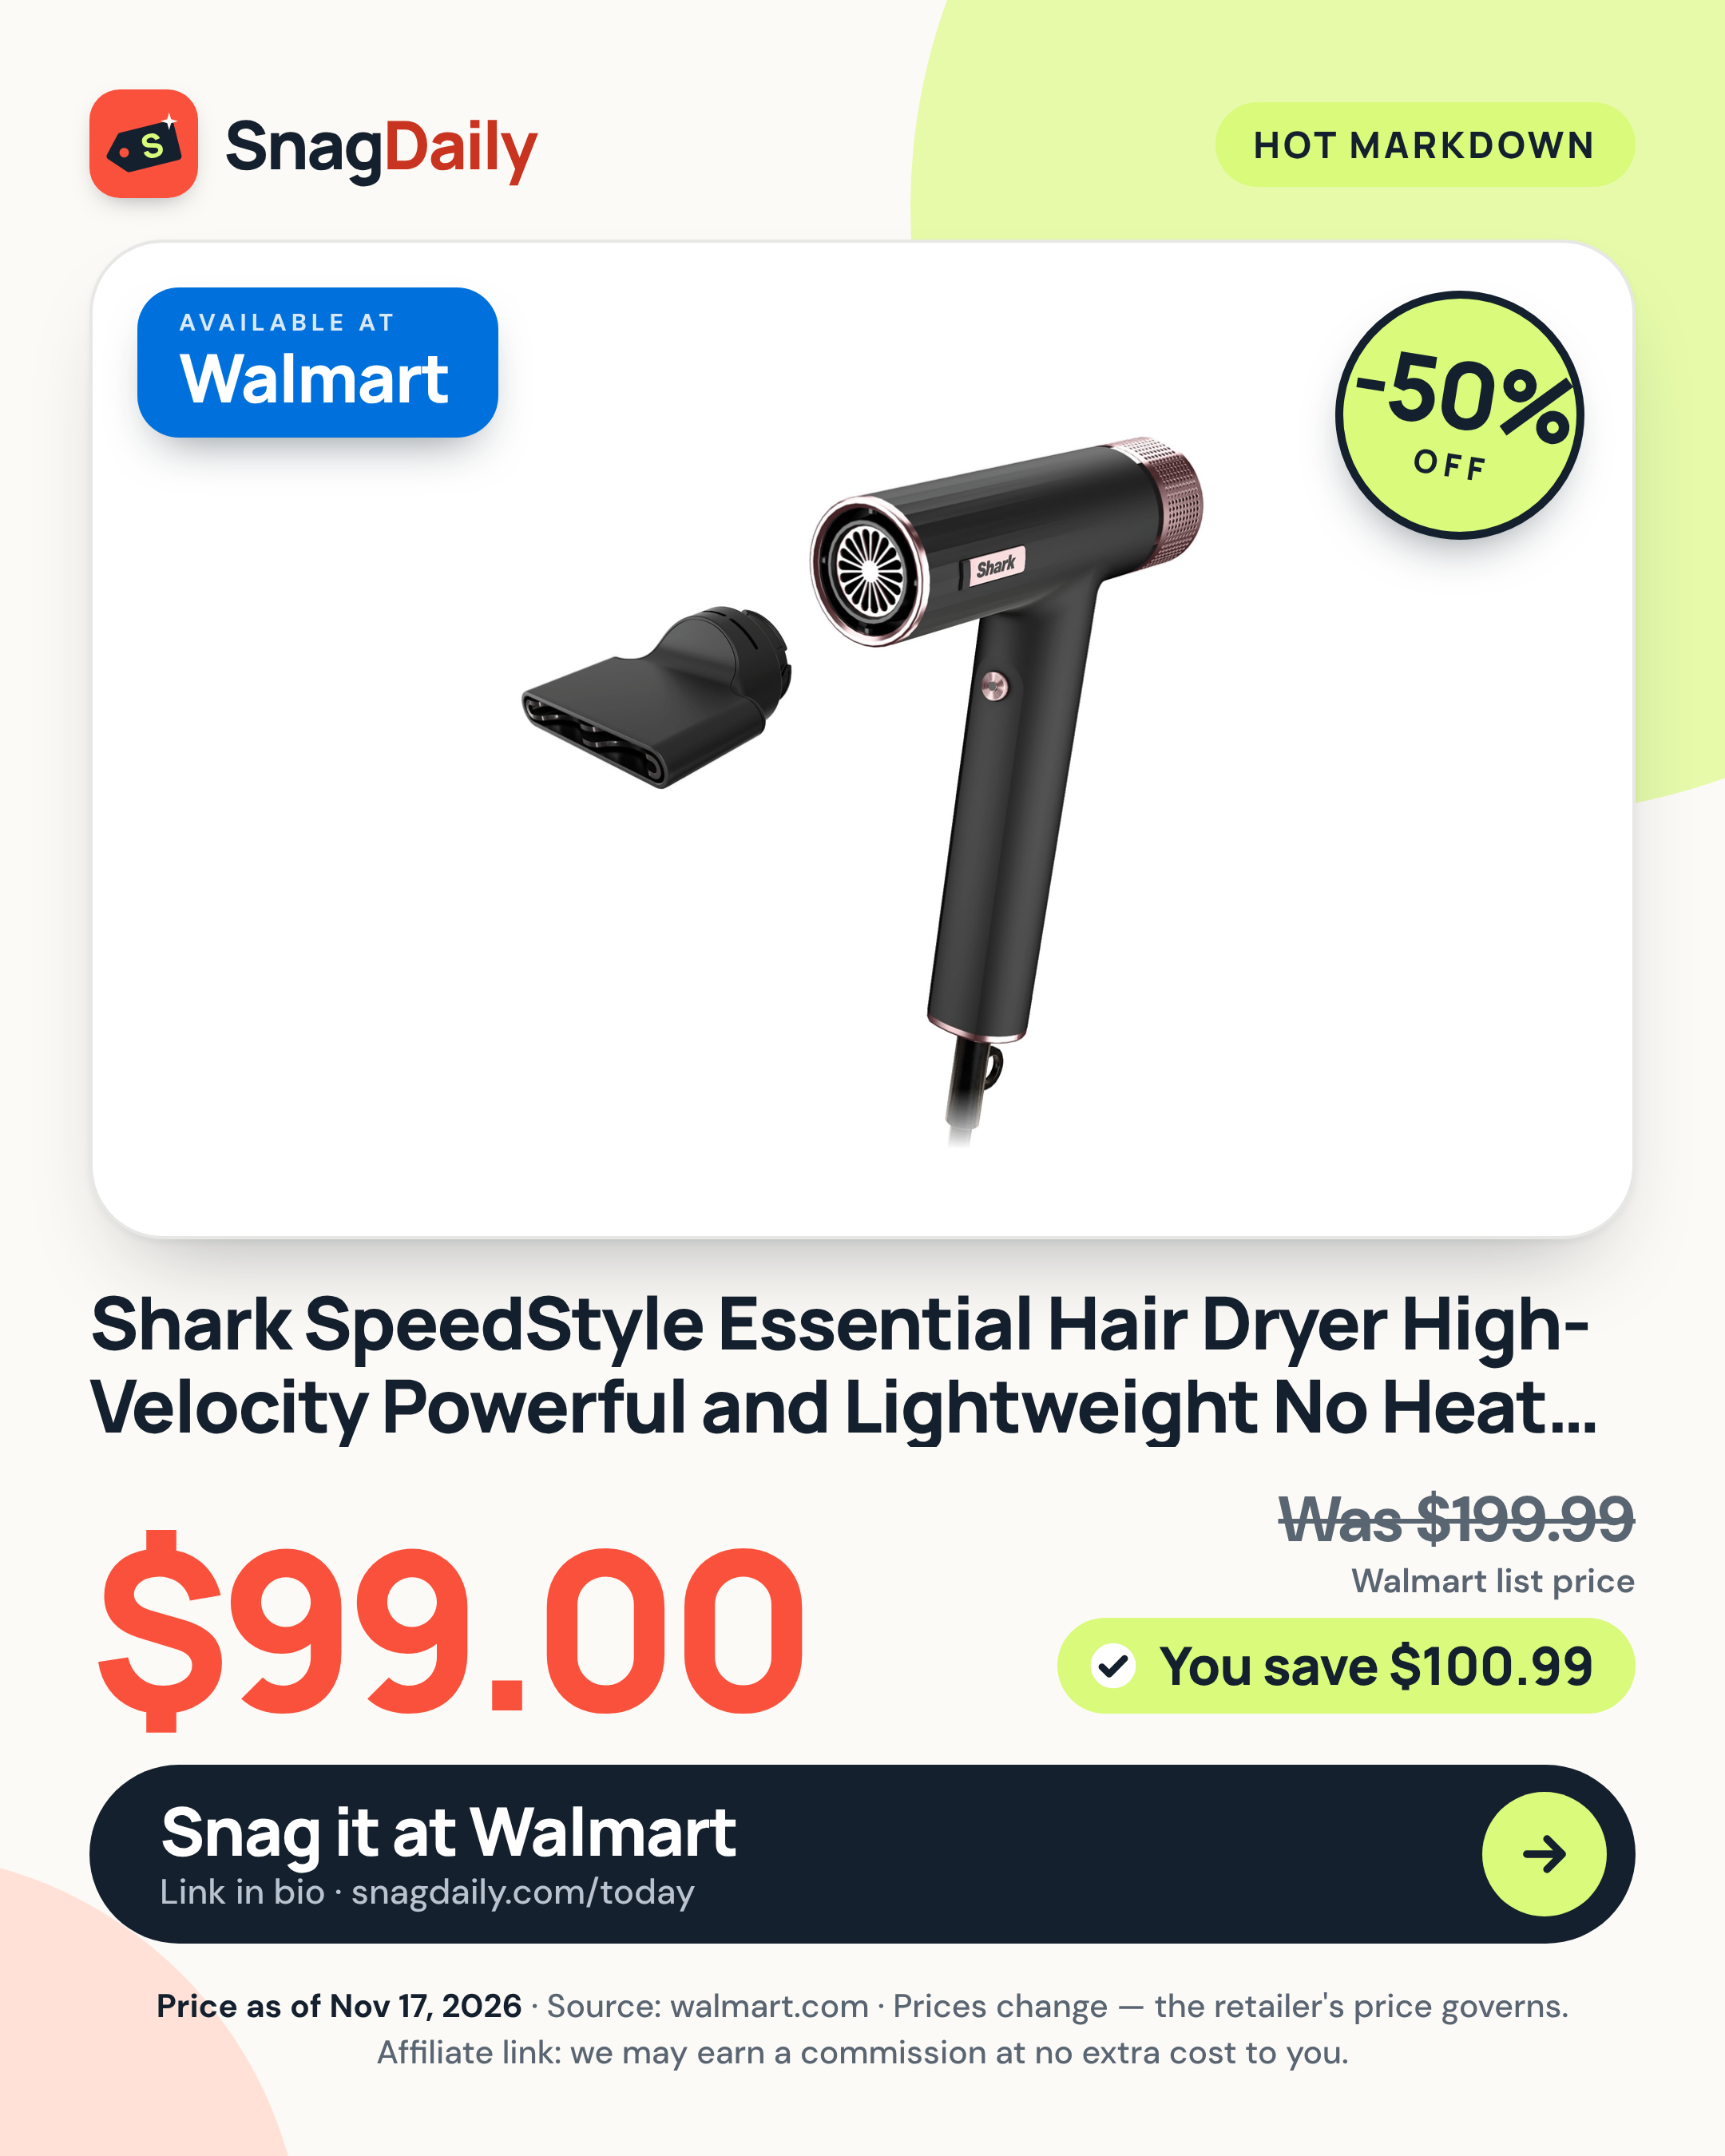 S
SnagDaily
HOT MARKDOWN
AVAILABLE AT
Walmart
-50%
OFF
Shark
Shark SpeedStyle Essential Hair Dryer High-
Velocity Powerful and Lightweight No Heat...
$99.00
Was $199.99
Walmart list price
You save $100.99
Snag it at Walmart
Link in bio · snagdaily.com/today
Price as of Nov 17, 2026 · Source: walmart.com · Prices change — the retailer's price governs.
Affiliate link: we may earn a commission at no extra cost to you.